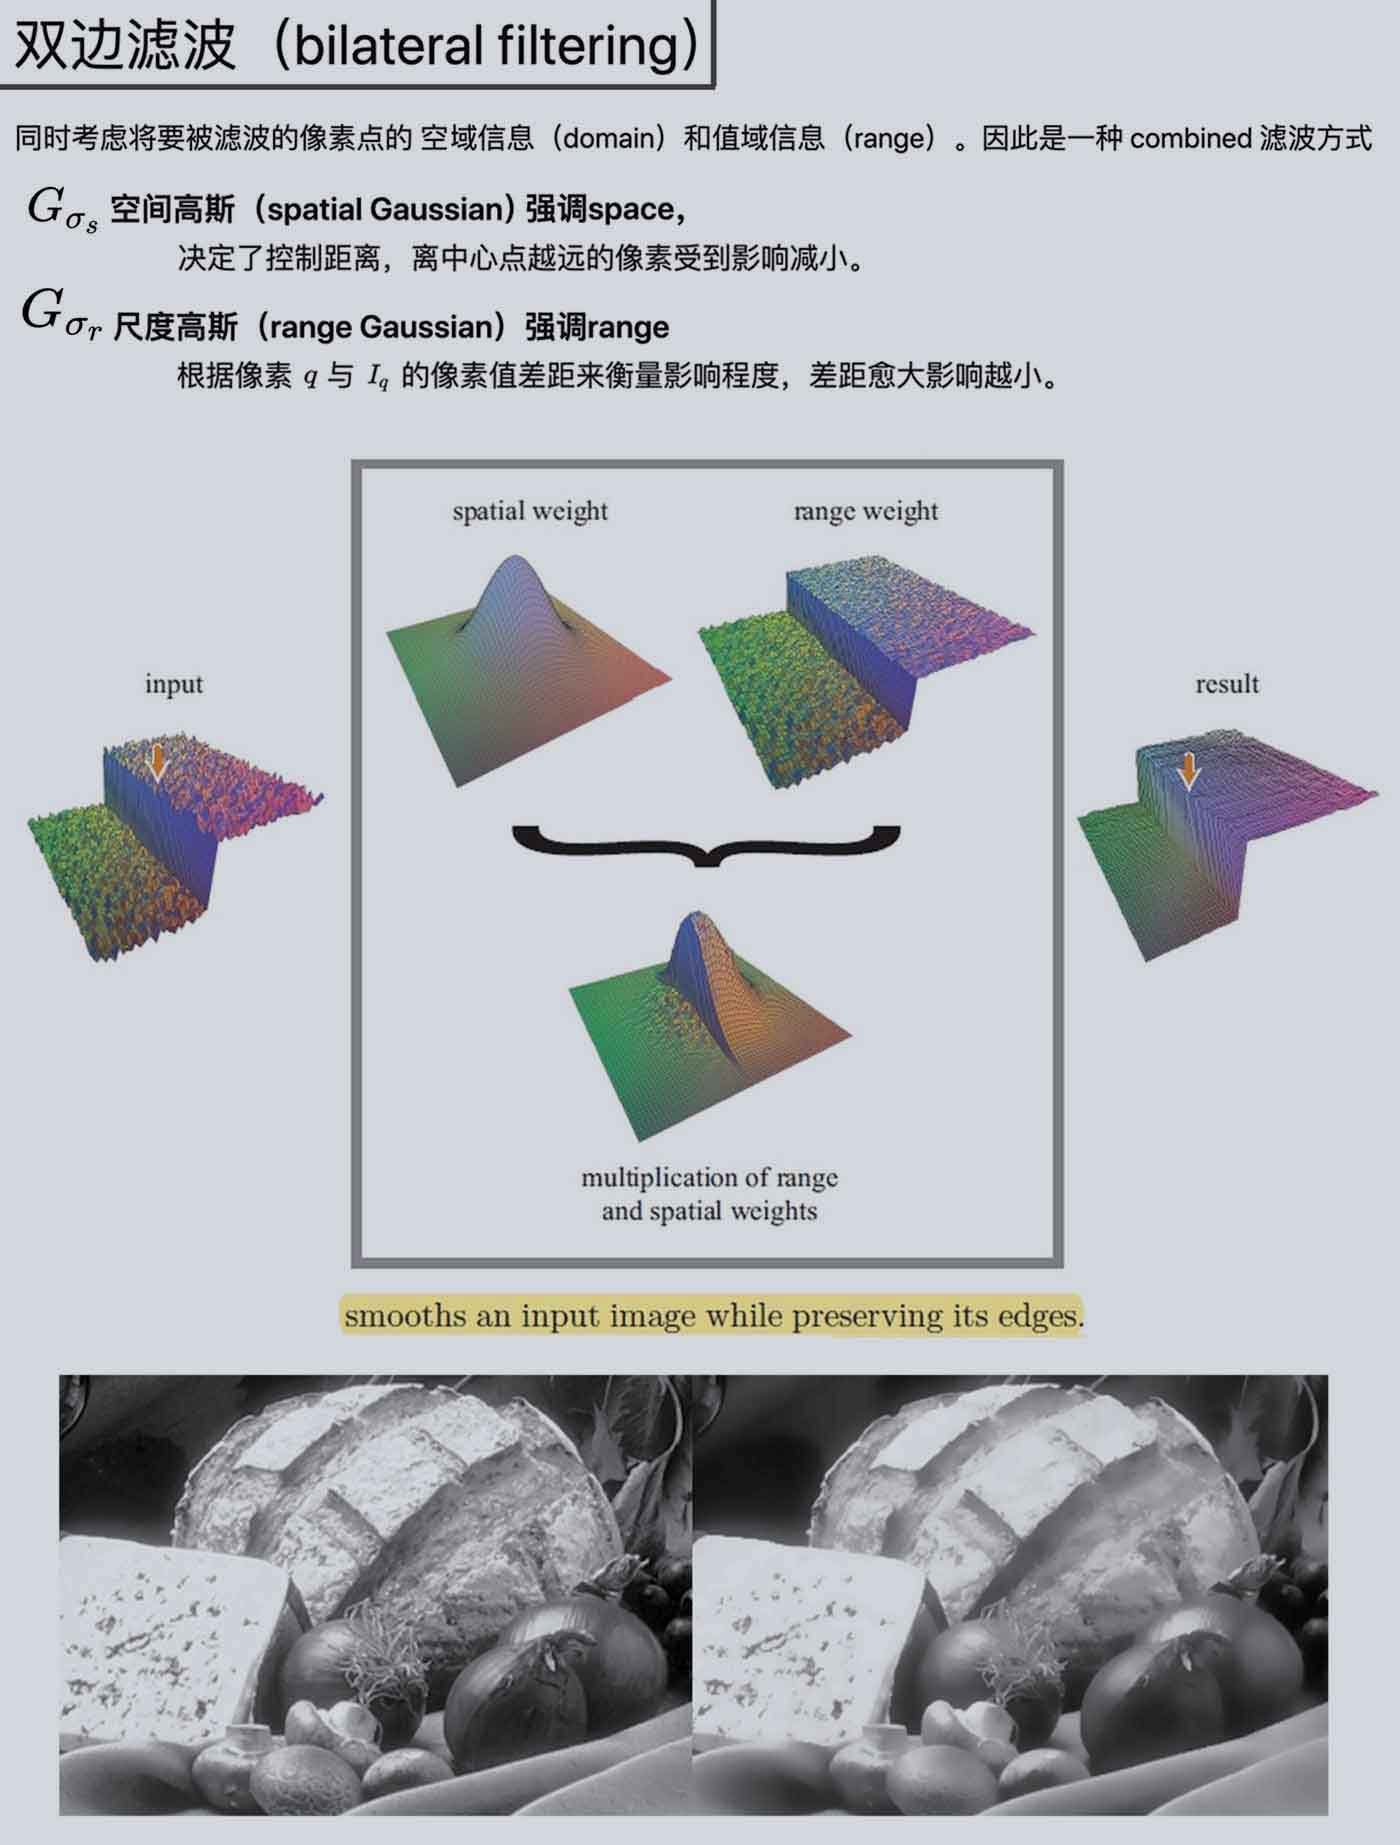 双边滤波（bilateral filtering)
同时考虑将要被滤波的像素点的 空域信息（domain）和值域信息（range）。因此是一种 combined 滤波方式
G_{σ_s} 空间高斯（spatial Gaussian) 强调space，
决定了控制距离，离中心点越远的像素受到影响减小。
G_{σ_r} 尺度高斯（range Gaussian）强调range
根据像素 q 与 I_q 的像素值差距来衡量影响程度，差距愈大影响越小。
spatial weight
range weight
input
result
multiplication of range
and spatial weights
smooths an input image while preserving its edges.